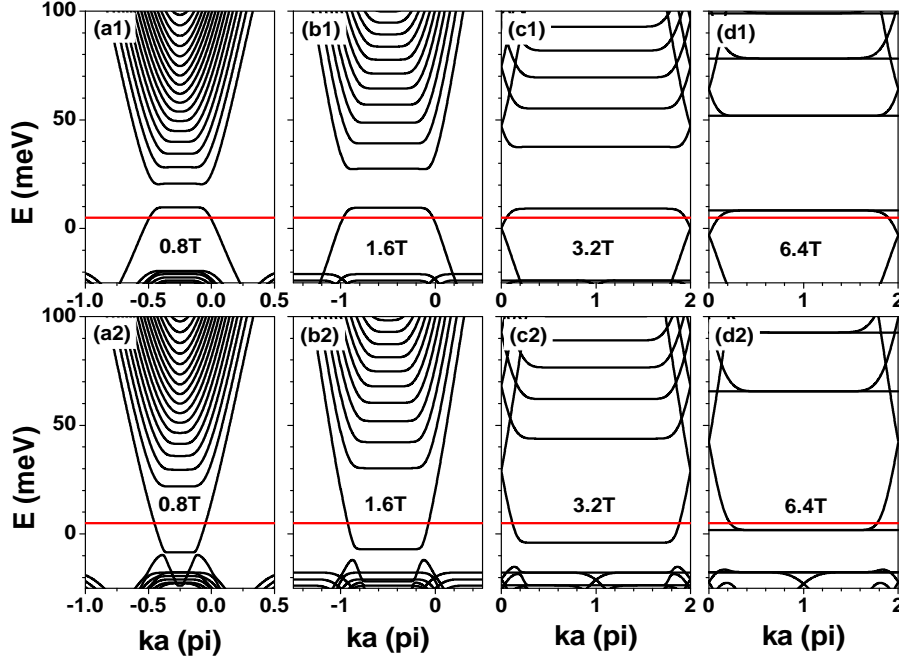 (a1) (b1) (c1) (d1)
100
50
0
E (meV)
0.8T 1.6T 3.2T 6.4T
-1.0 -0.5 0.0 0.5 -1 0 0 1 2 0 1 2
(a2) (b2) (c2) (d2)
100
50
0
E (meV)
0.8T 1.6T 3.2T 6.4T
-1.0 -0.5 0.0 0.5 -1 0 0 1 2 0 1 2
ka (pi) ka (pi) ka (pi) ka (pi)